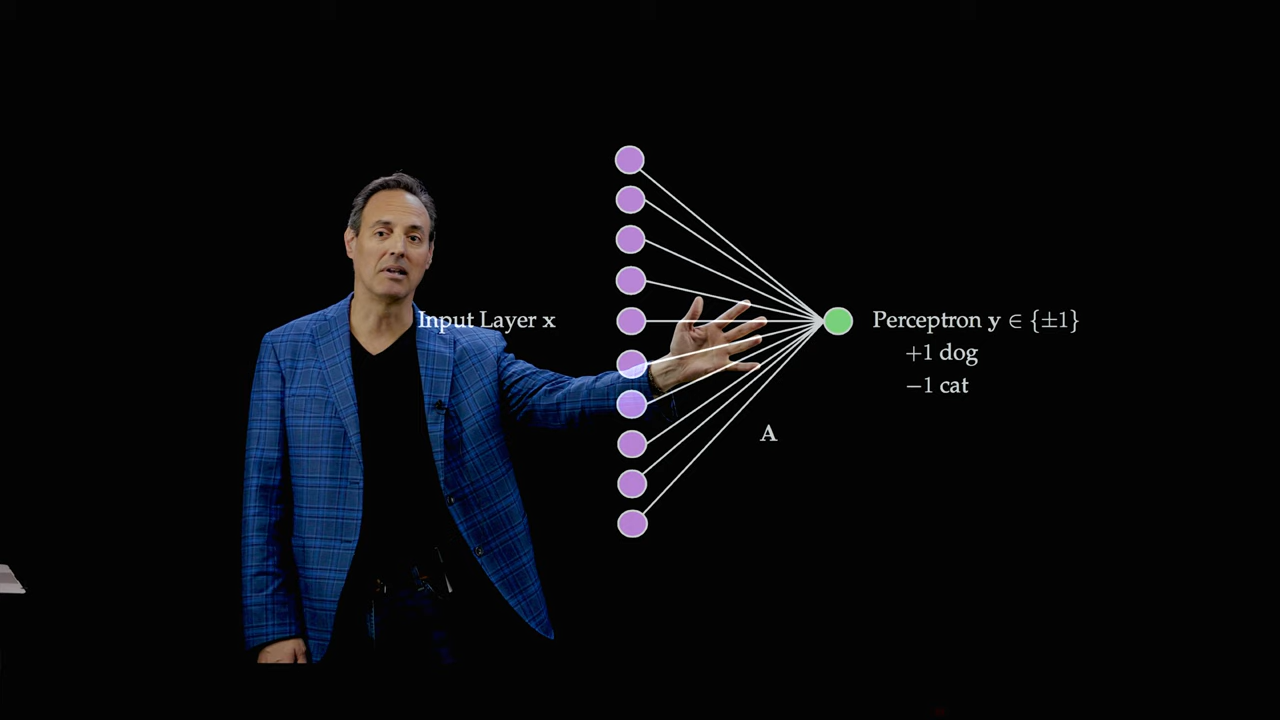 Input Layer x
Perceptron y ∈ {±1}
+1 dog
−1 cat
A